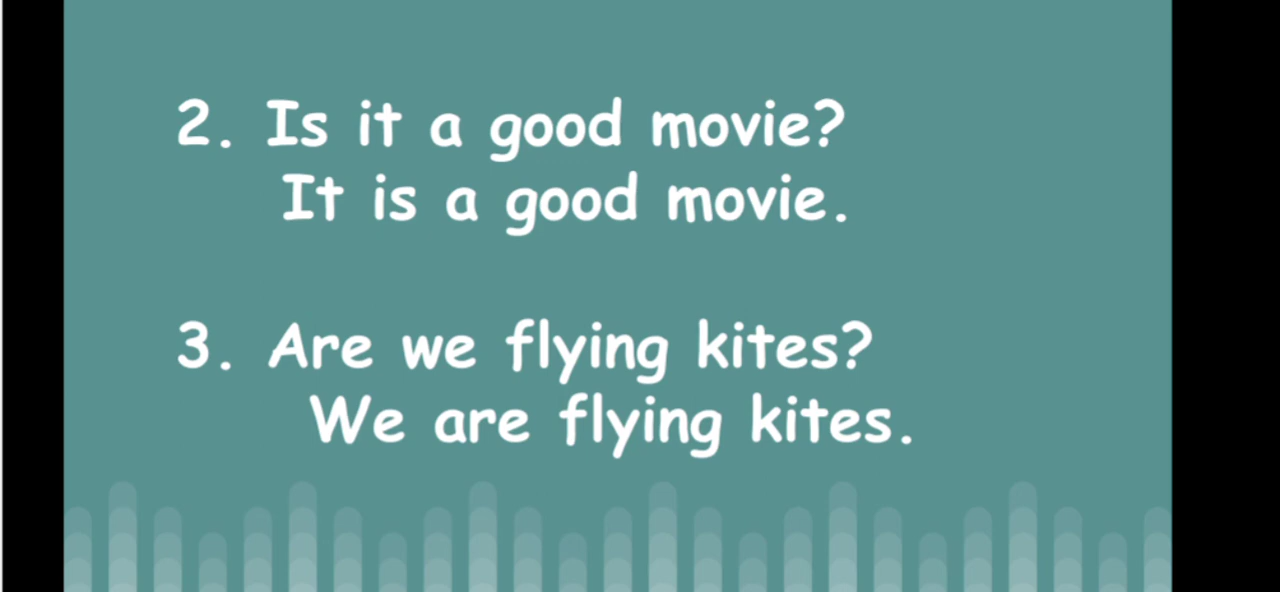 2. Is it a good movie?
It is a good movie.
3. Are we flying kites?
We are flying kites.